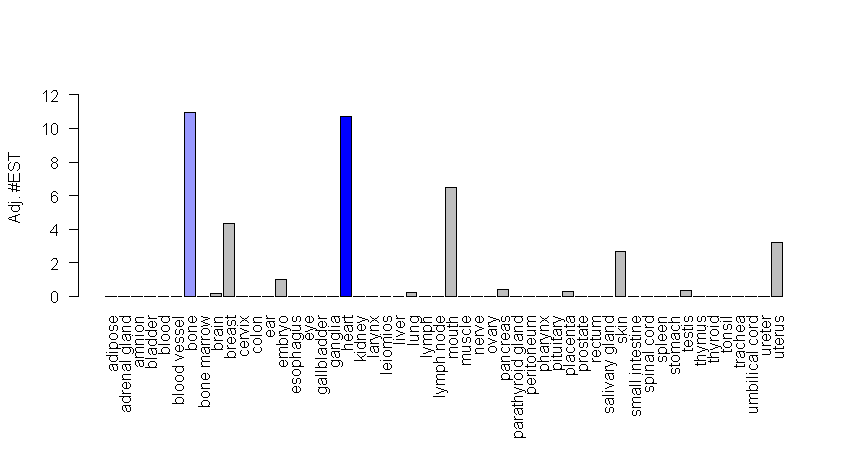 12
10
8
6
4
2
0
Adj. #EST
adipose
adrenal gland
amnion
bladder
blood
blood vessel
bone
bone marrow
brain
breast
cervix
colon
ear
embryo
esophagus
eye
gallbladder
ganglia
heart
kidney
larynx
leiomios
liver
lung
lymph
lymph node
mouth
muscle
nerve
ovary
pancreas
parathyroid gland
peritoneum
pharynx
pituitary
placenta
prostate
rectum
salivary gland
skin
small intestine
spinal cord
spleen
stomach
testis
thymus
thyroid
tonsil
trachea
umbilical cord
ureter
uterus